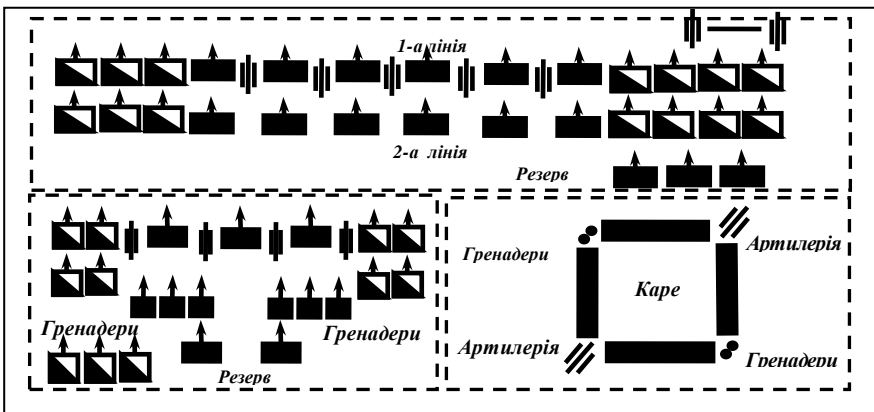 1-а лінія
2-а лінія
Резерв
Гренадери
Гренадери
Резерв
Гренадери
Артилерія
Каре
Артилерія
Гренадери